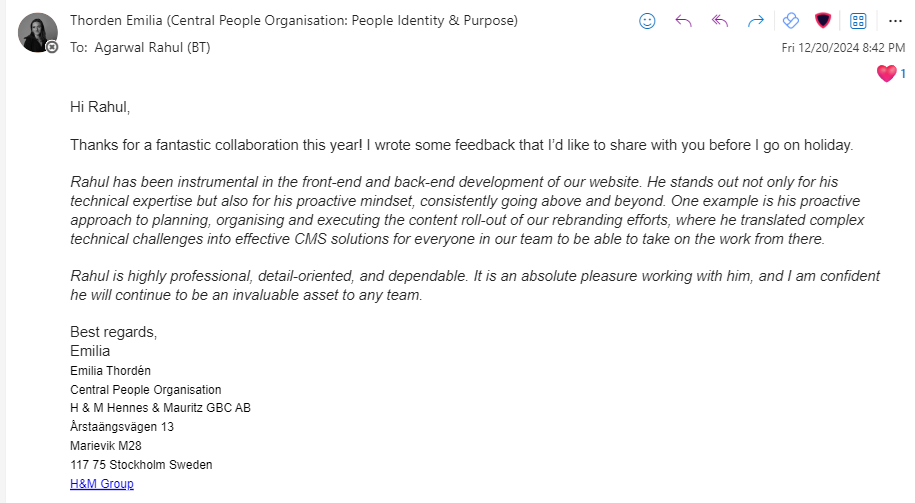 Thorden Emilia (Central People Organisation: People Identity & Purpose)
To: Agarwal Rahul (BT)
Fri 12/20/2024 8:42 PM
1
Hi Rahul,
Thanks for a fantastic collaboration this year! I wrote some feedback that I'd like to share with you before I go on holiday.
Rahul has been instrumental in the front-end and back-end development of our website. He stands out not only for his
technical expertise but also for his proactive mindset, consistently going above and beyond. One example is his proactive
approach to planning, organising and executing the content roll-out of our rebranding efforts, where he translated complex
technical challenges into effective CMS solutions for everyone in our team to be able to take on the work from there.
Rahul is highly professional, detail-oriented, and dependable. It is an absolute pleasure working with him, and I am confident
he will continue to be an invaluable asset to any team.
Best regards,
Emilia
Emilia Thordén
Central People Organisation
H & M Hennes & Mauritz GBC AB
Årstaängsvägen 13
Marievik M28
117 75 Stockholm Sweden
H&M Group